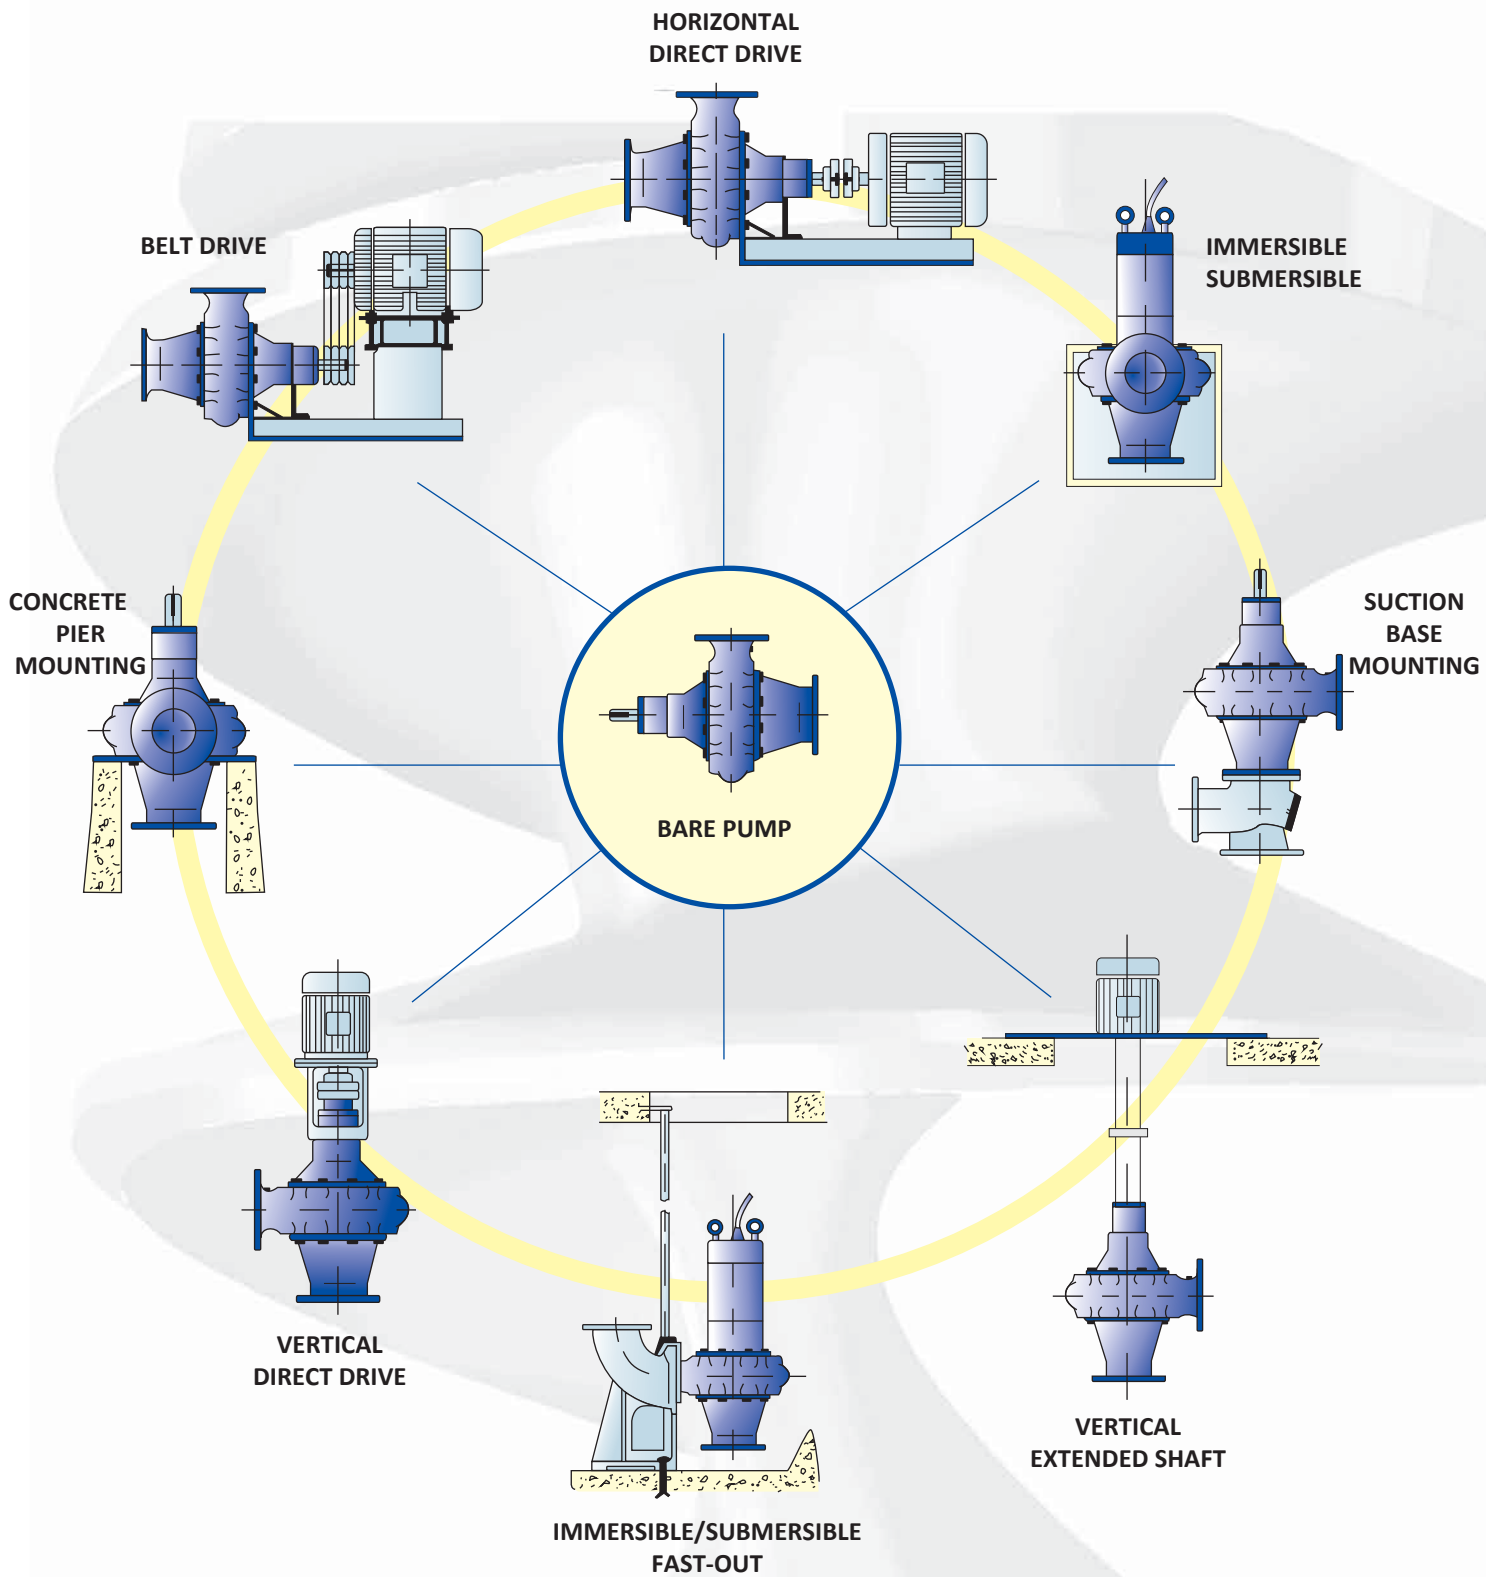 HORIZONTAL
DIRECT DRIVE
BELT DRIVE
IMMERSIBLE
SUBMERSIBLE
CONCRETE
PIER
MOUNTING
SUCTION
BASE
MOUNTING
BARE PUMP
VERTICAL
DIRECT DRIVE
VERTICAL
EXTENDED SHAFT
IMMERSIBLE/SUBMERSIBLE
FAST-OUT